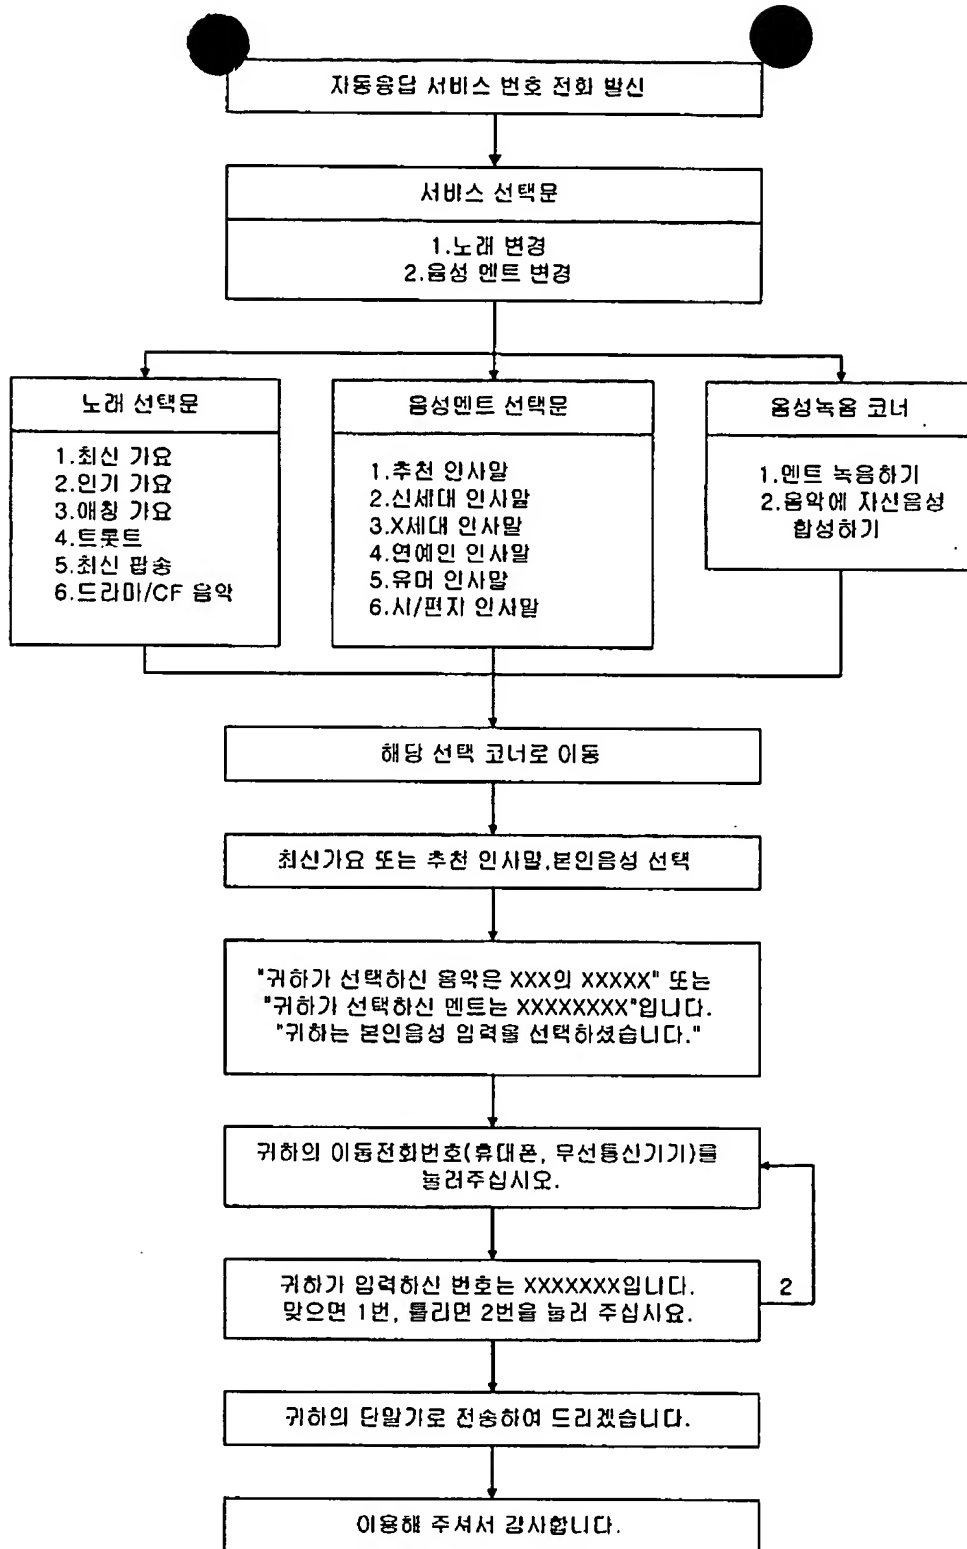 자동응답 서비스 번호 전화 발신
서비스 선택문
1.노래 변경
2.음성 멘트 변경
노래 선택문
1.최신 가요
2.인기 가요
3.애창 가요
4.트롯트
5.최신 팝송
6.드라마/CF 음악
음성멘트 선택문
1.추천 인사말
2.신세대 인사말
3.X세대 인사말
4.연예인 인사말
5.유머 인사말
6.시/편지 인사말
음성녹음 코너
1.멘트 녹음하기
2.음악에 자신음성
합성하기
해당 선택 코너로 이동
최신가요 또는 추천 인사말,본인음성 선택
"귀하가 선택하신 음악은 XXX의 XXXXX" 또는
"귀하가 선택하신 멘트는 XXXXXXXX"입니다.
"귀하는 본인음성 입력을 선택하셨습니다."
귀하의 이동전화번호(휴대폰, 무선통신기기)를
눌러주십시오.
귀하가 입력하신 번호는 XXXXXXX입니다.
맞으면 1번, 틀리면 2번을 눌러 주십시요.
2
귀하의 단말기로 전송하여 드리겠습니다.
이용해 주셔서 감사합니다.